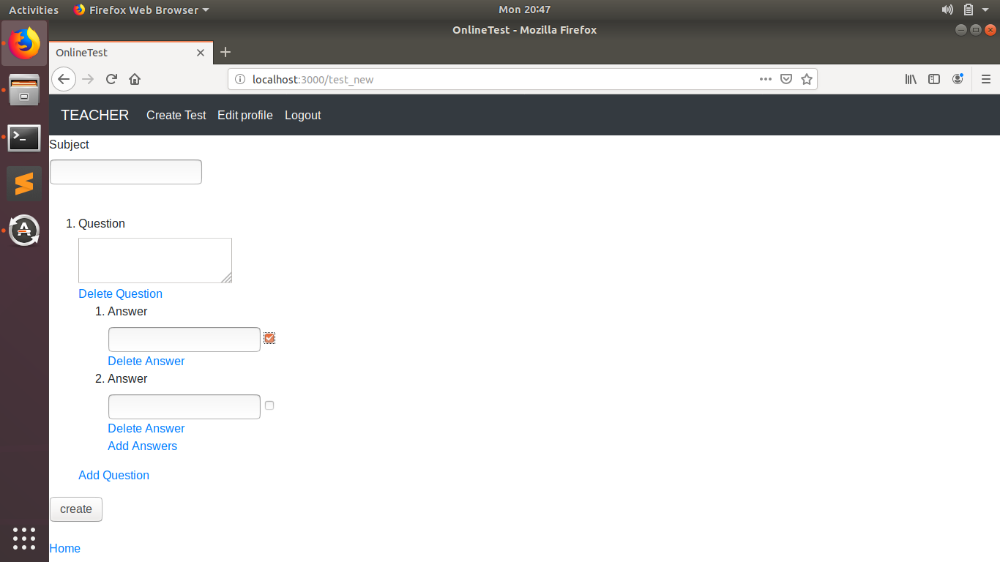 Activities Firefox Web Browser Mon 20:47
OnlineTest - Mozilla Firefox
OnlineTest
localhost:3000/test_new
TEACHER Create Test Edit profile Logout
Subject
1. Question
Delete Question
1. Answer
Delete Answer
2. Answer
Delete Answer
Add Answers
Add Question
create
Home